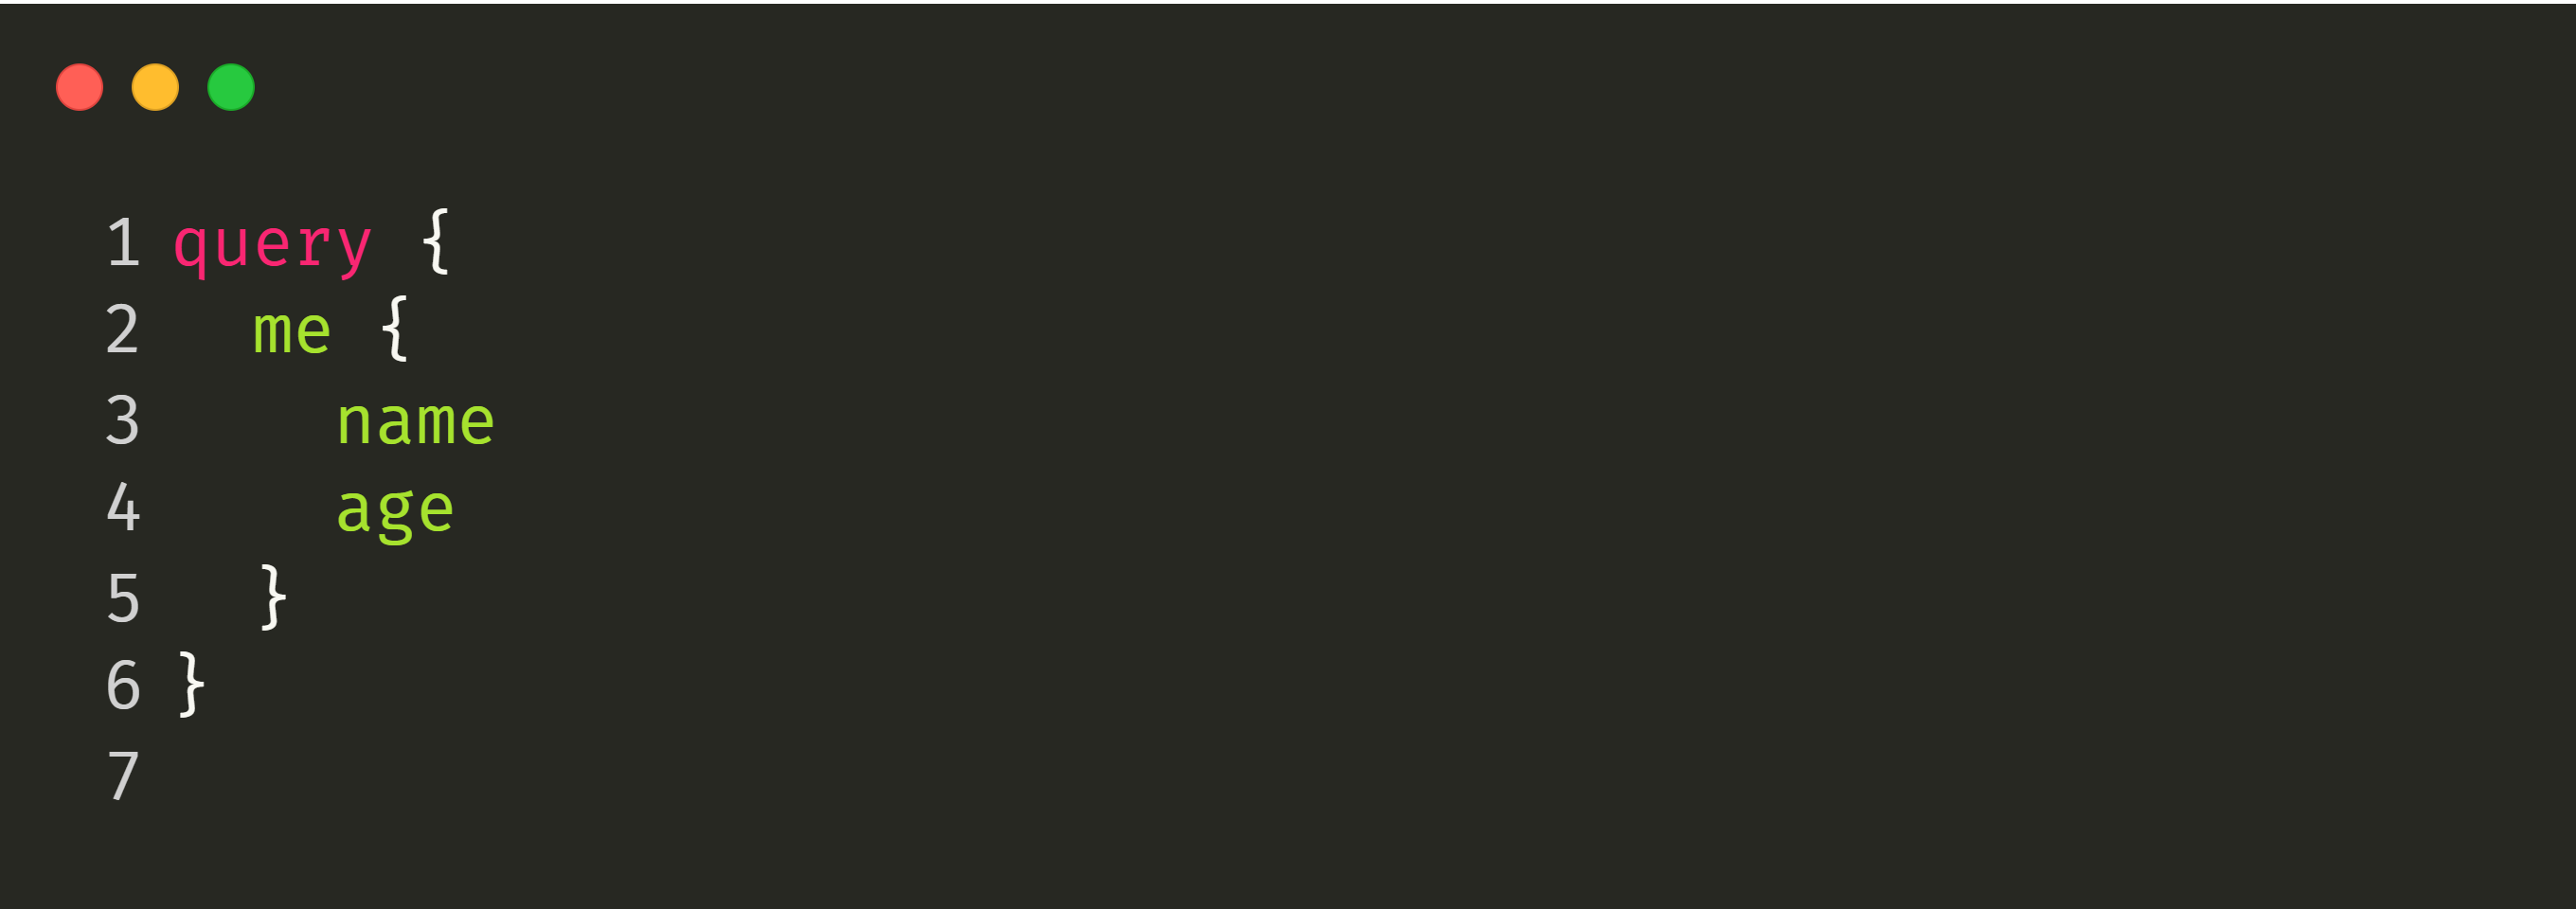 1 query {
2   me {
3     name
4     age
5   }
6 }
7